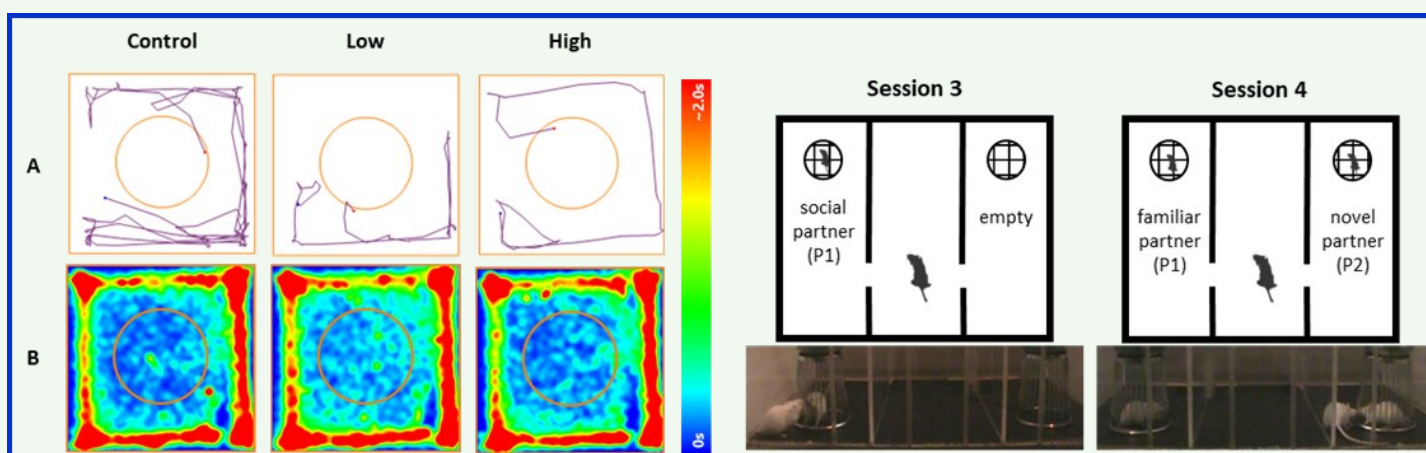 Control
Low
High
A
B
~2.0s
0s
Session 3
social
partner
(P1)
empty
Session 4
familiar
partner
(P1)
novel
partner
(P2)